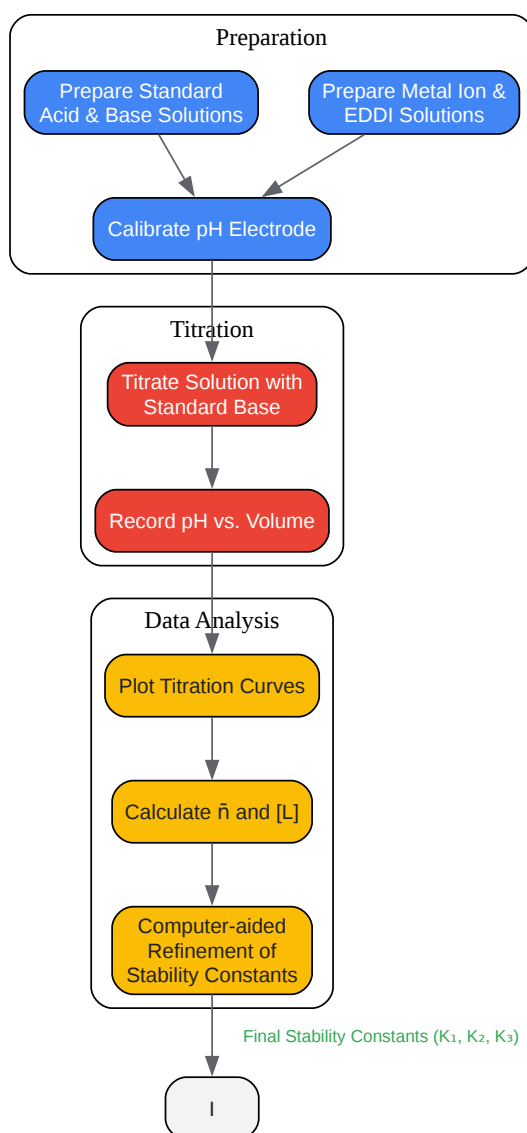 Preparation
Prepare Standard
Acid & Base Solutions
Prepare Metal Ion &
EDDI Solutions
Calibrate pH Electrode
Titration
Titrate Solution with
Standard Base
Record pH vs. Volume
Data Analysis
Plot Titration Curves
Calculate n̄ and [L]
Computer-aided
Refinement of
Stability Constants
Final Stability Constants (K₁, K₂, K₃)
I